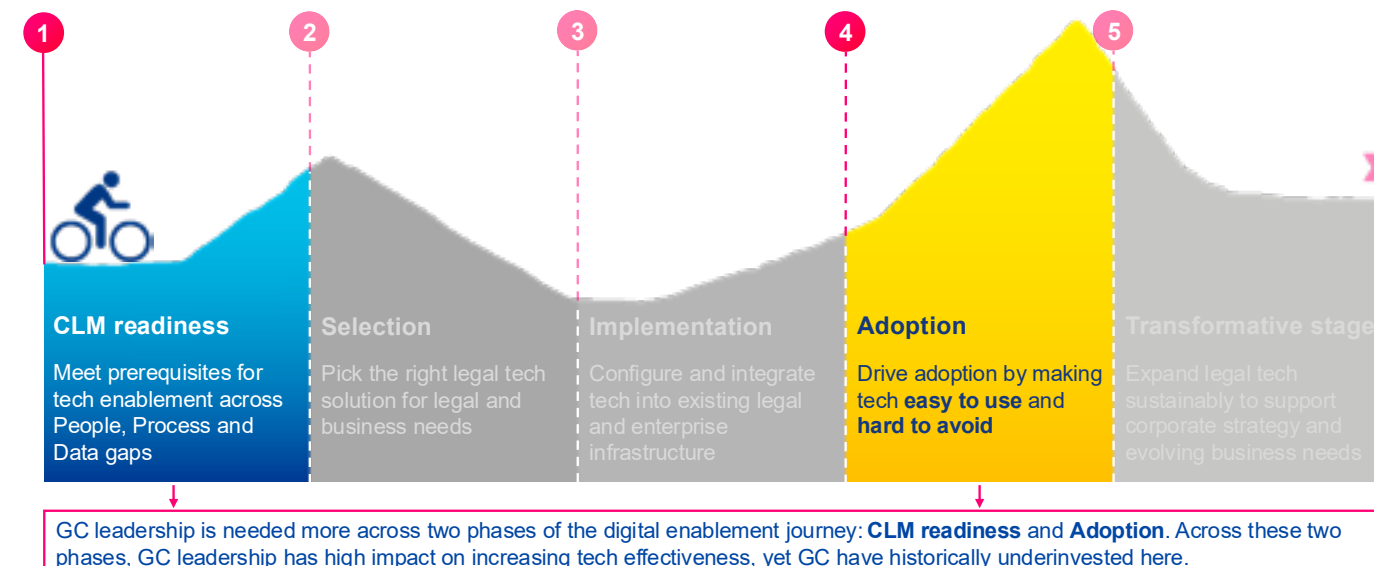 1
2
3
4
5
CLM readiness
Meet prerequisites for
tech enablement across
People, Process and
Data gaps
Selection
Pick the right legal tech
solution for legal and
business needs
Implementation
Configure and integrate
tech into existing legal
and enterprise
infrastructure
Adoption
Drive adoption by making
tech easy to use and
hard to avoid
Transformative stage
Expand legal tech
sustainably to support
corporate strategy and
evolving business needs
GC leadership is needed more across two phases of the digital enablement journey: CLM readiness and Adoption. Across these two
phases, GC leadership has high impact on increasing tech effectiveness, yet GC have historically underinvested here.